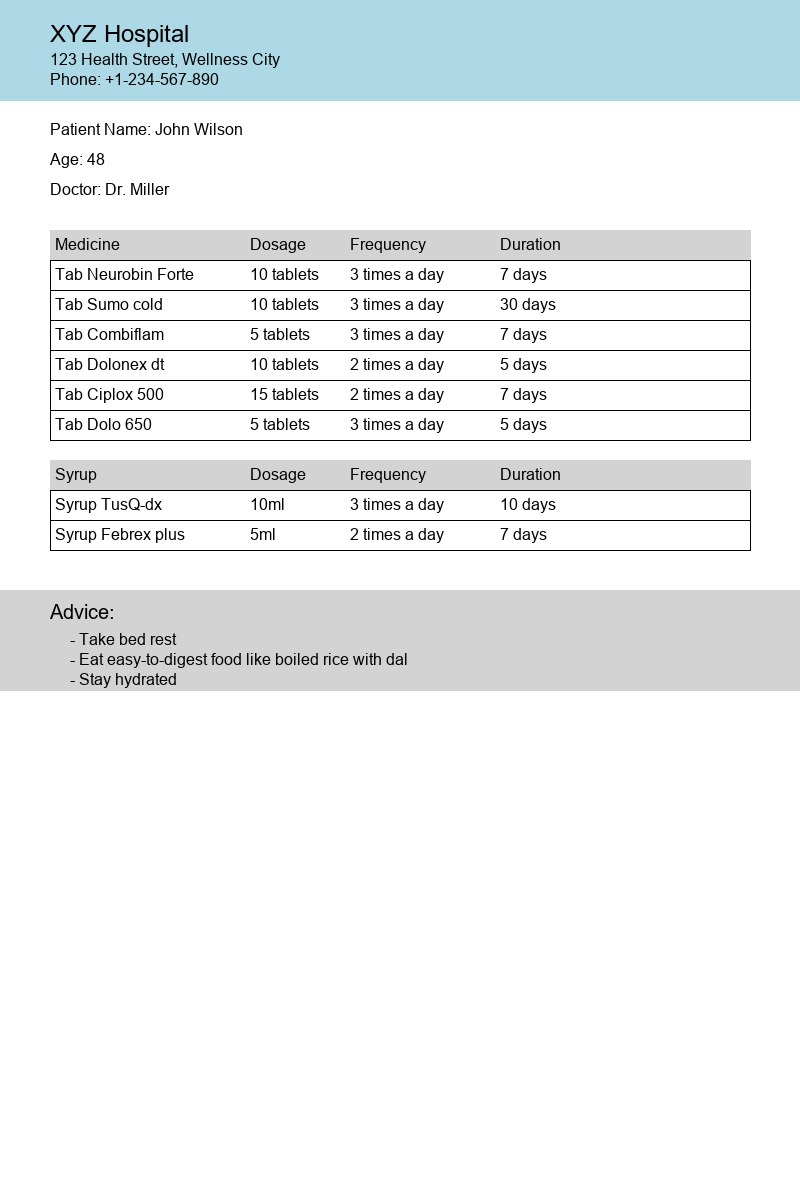 XYZ Hospital
123 Health Street, Wellness City
Phone: +1-234-567-890
Patient Name: John Wilson
Age: 48
Doctor: Dr. Miller
Medicine Dosage Frequency Duration
Tab Neurobin Forte 10 tablets 3 times a day 7 days
Tab Sumo cold 10 tablets 3 times a day 30 days
Tab Combiflam 5 tablets 3 times a day 7 days
Tab Dolonex dt 10 tablets 2 times a day 5 days
Tab Ciplox 500 15 tablets 2 times a day 7 days
Tab Dolo 650 5 tablets 3 times a day 5 days
Syrup Dosage Frequency Duration
Syrup TusQ-dx 10ml 3 times a day 10 days
Syrup Febrex plus 5ml 2 times a day 7 days
Advice:
- Take bed rest
- Eat easy-to-digest food like boiled rice with dal
- Stay hydrated